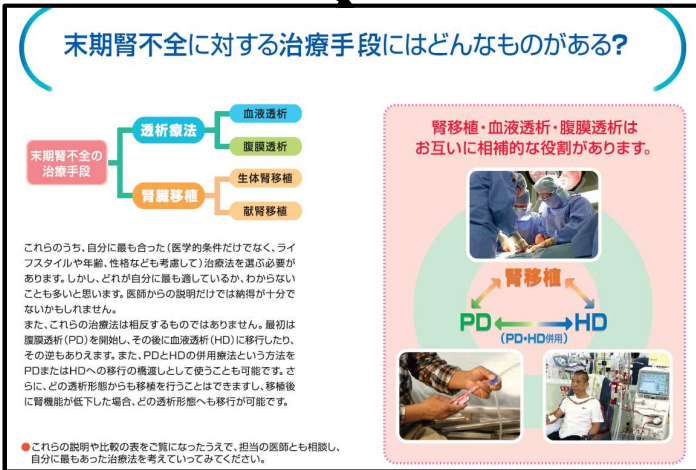 末期腎不全に対する治療手段にはどんなものがある?
末期腎不全の
治療手段
透析療法
血液透析
腹膜透析
腎臓移植
生体腎移植
献腎移植
これらのうち、自分に最も合った(医学的条件だけでなく、ライ
フスタイルや年齢、性格なども考慮して)治療法を選ぶ必要が
あります。しかし、どれが自分に最も適しているか、わからない
ことも多いと思います。医師からの説明だけでは納得が十分で
ないかもしれません。
また、これらの治療法は相反するものではありません。最初は
腹膜透析(PD)を開始し、その後に血液透析(HD)に移行したり、
その逆もありえます。また、PDとHDの併用療法という方法を
PDまたはHDへの移行の橋渡しとして使うことも可能です。さ
らに、どの透析形態からも移植を行うことはできますし、移植後
に腎機能が低下した場合、どの透析形態へも移行が可能です。
●これらの説明や比較の表をご覧になったうえで、担当の医師とも相談し、
自分に最もあった治療法を考えていってみてください。
腎移植・血液透析・腹膜透析は
お互いに相補的な役割があります。
腎移植
PD HD
(PD・HD併用)